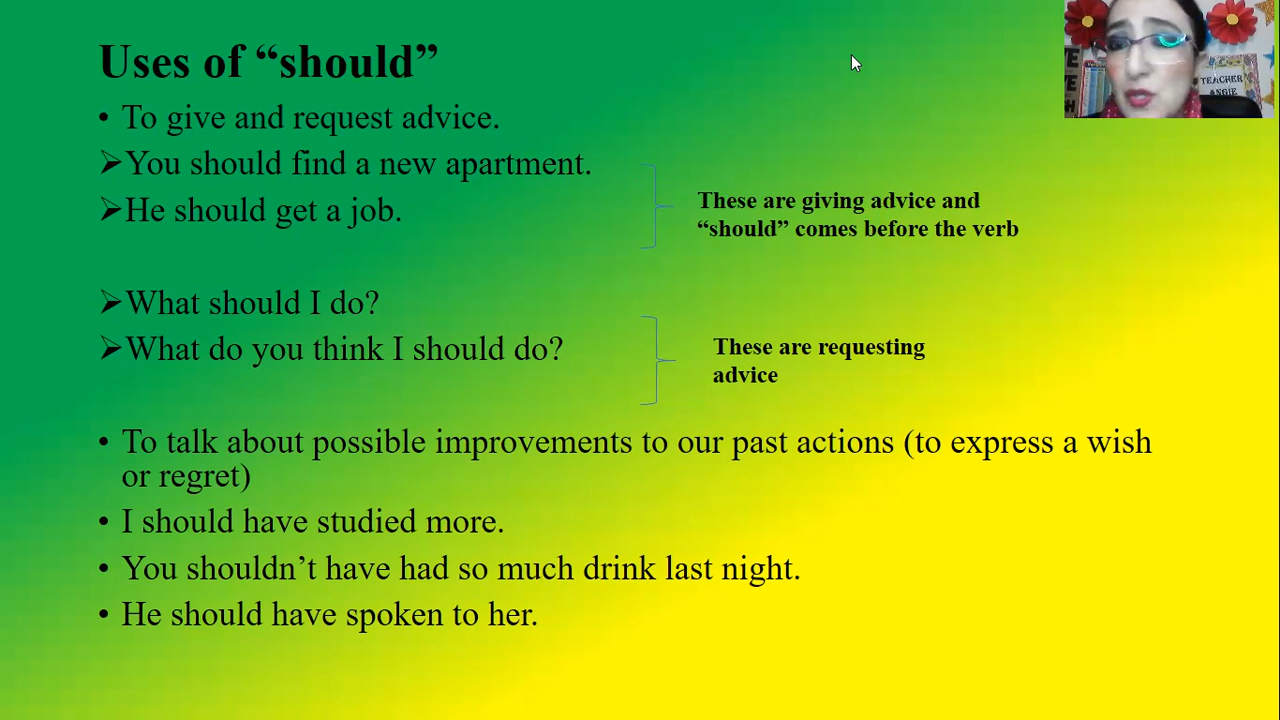 Uses of “should”
• To give and request advice.
➢You should find a new apartment.
➢He should get a job.
These are giving advice and
“should” comes before the verb
➢What should I do?
➢What do you think I should do?
These are requesting
advice
• To talk about possible improvements to our past actions (to express a wish
or regret)
• I should have studied more.
• You shouldn’t have had so much drink last night.
• He should have spoken to her.
TEACHER
ANGIE